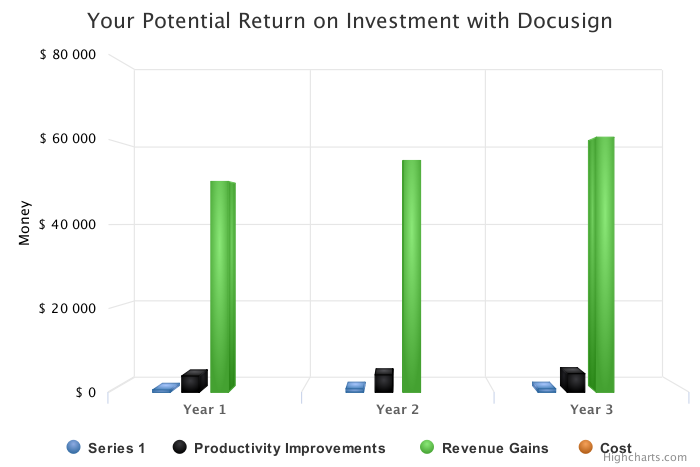 Your Potential Return on Investment with Docusign
$ 80 000
$ 60 000
$ 40 000
$ 20 000
$ 0
Money
Year 1
Year 2
Year 3
Series 1
Productivity Improvements
Revenue Gains
Cost
Highcharts.com